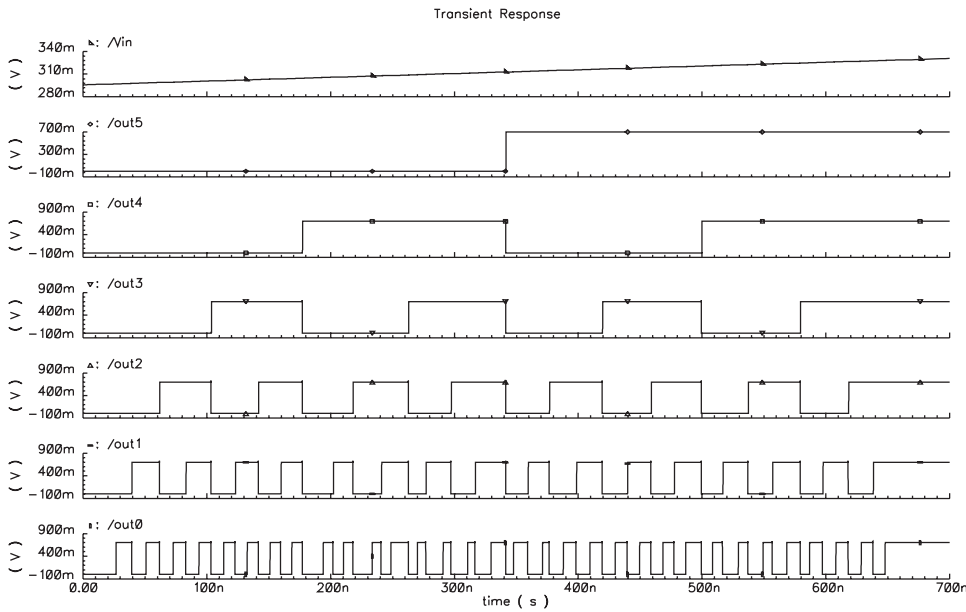 Transient Response
: /Vin
340m
310m
280m
( V )
: /out5
700m
300m
-100m
( V )
: /out4
900m
400m
-100m
( V )
: /out3
900m
400m
-100m
( V )
: /out2
900m
400m
-100m
( V )
: /out1
900m
400m
-100m
( V )
: /out0
900m
400m
-100m
( V )
0.00 100n 200n 300n 400n 500n 600n 700n
time ( s )